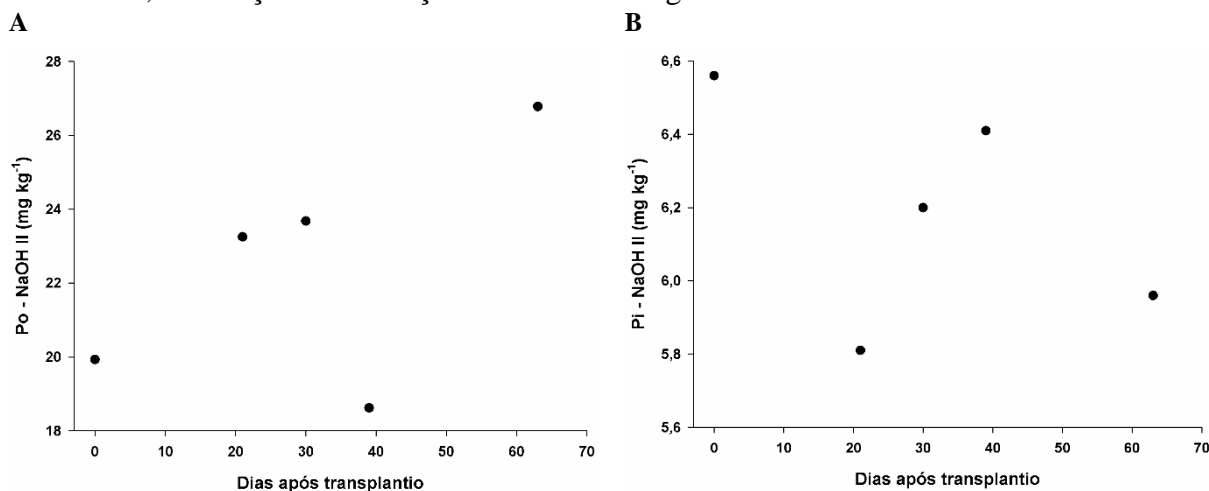 A
B
28
26
24
22
20
18
Po - NaOH II (mg kg-1)
0 10 20 30 40 50 60 70
Dias após transplantio
6,6
6,4
6,2
6,0
5,8
5,6
Pi - NaOH II (mg kg-1)
0 10 20 30 40 50 60 70
Dias após transplantio